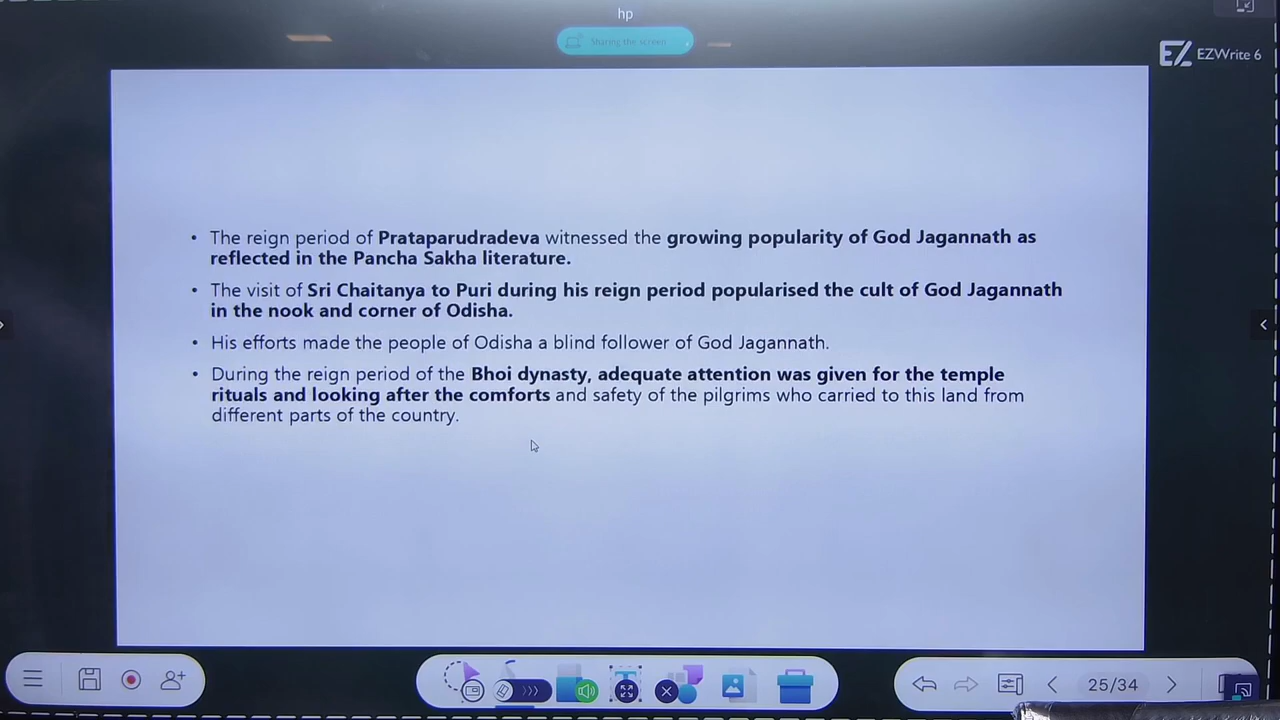 hp
Sharing the screen
EZWrite 6
• The reign period of Prataparudradeva witnessed the growing popularity of God Jagannath as
reflected in the Pancha Sakha literature.
• The visit of Sri Chaitanya to Puri during his reign period popularised the cult of God Jagannath
in the nook and corner of Odisha.
• His efforts made the people of Odisha a blind follower of God Jagannath.
• During the reign period of the Bhoi dynasty, adequate attention was given for the temple
rituals and looking after the comforts and safety of the pilgrims who carried to this land from
different parts of the country.
25/34